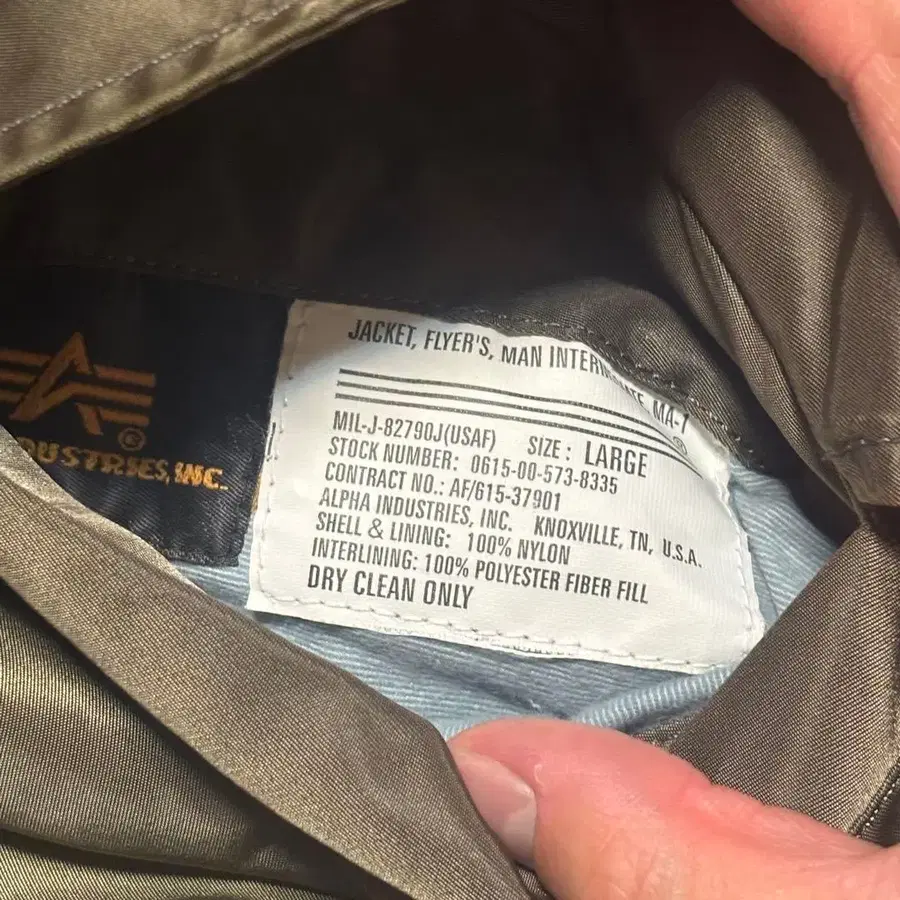 JACKET, FLYER'S, MAN INTERMEDIATE MA-1
®
MIL-J-82790J(USAF) SIZE: LARGE
STOCK NUMBER: 0615-00-573-8335
CONTRACT NO.: AF/615-37901
ALPHA INDUSTRIES, INC. KNOXVILLE, TN, U.S.A.
SHELL & LINING: 100% NYLON
INTERLINING: 100% POLYESTER FIBER FILL
DRY CLEAN ONLY
®
DUSTRIES, INC.